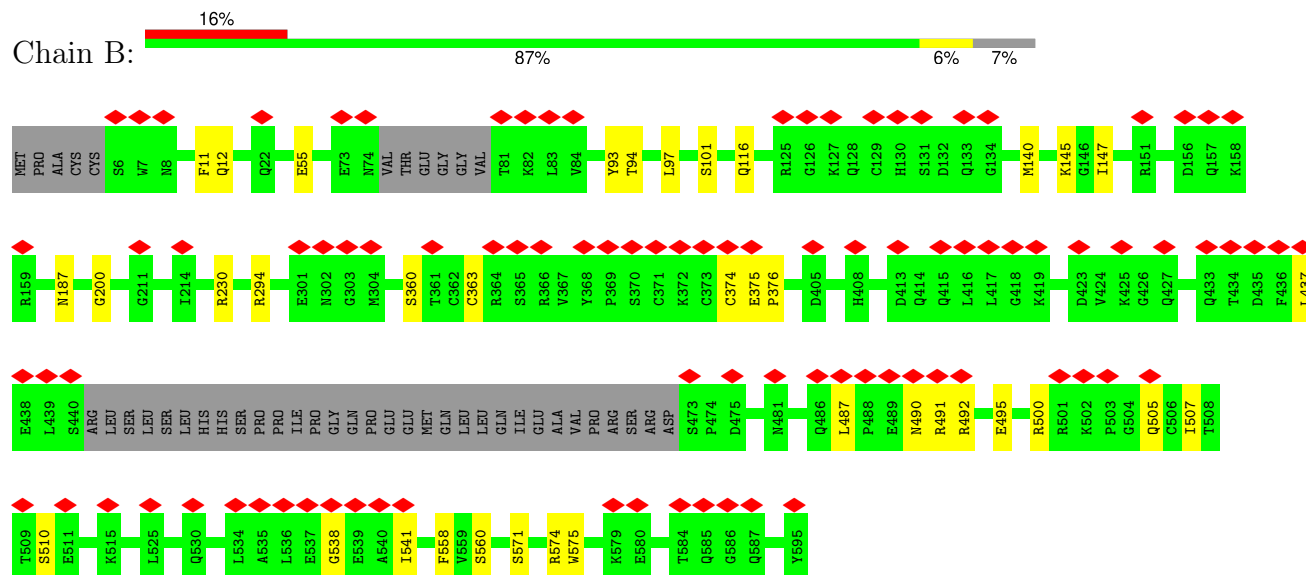 16%
Chain B:
87% 6% 7%
MET PRO ALA CYS CYS S6 W7 N8 F11 Q12 Q22 E55 E73 N74 VAL THR GLU GLY GLY VAL T81 K82 L83 V84 Y93 T94 L97 S101 Q116 R125 G126 K127 Q128 C129 H130 S131 D132 Q133 G134 M140 K145 G146 I147 R151 D156 Q157 K158
R159 N187 G200 G211 I214 R230 R294 E301 N302 G303 M304 S360 T361 C362 C363 R364 S365 R366 V367 Y368 P369 S370 C371 K372 C373 C374 E375 P376 D405 H408 D413 Q414 Q415 L416 L417 G418 K419 D423 V424 K425 G426 Q427 Q433 T434 D435 F436 L437
E438 L439 S440 ARG LEU SER LEU SER LEU HIS HIS SER PRO PRO ILE PRO GLY GLN PRO GLU GLU MET GLN LEU LEU GLN ILE GLU ALA VAL PRO ARG SER ARG ASP S473 P474 D475 N481 Q486 L487 P488 E489 N490 R491 R492 E495 R500 R501 K502 P503 G504 Q505 C506 I507 T508
T509 S510 E511 K515 L525 Q530 L534 A535 L536 E537 G538 E539 A540 I541 F558 V559 S560 S571 R574 W575 K579 E580 T584 Q585 G586 Q587 Y595